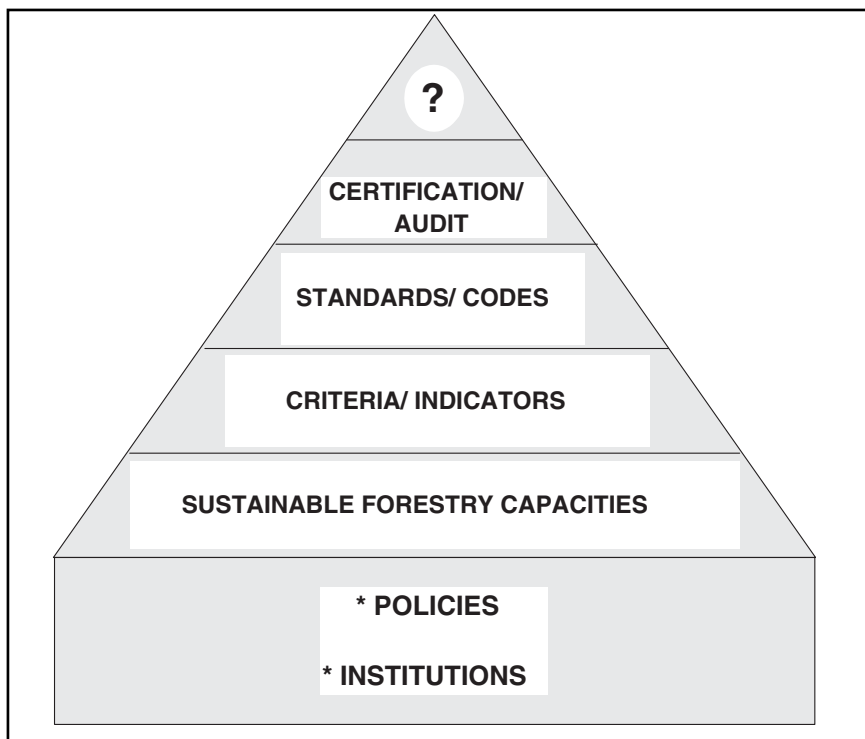 ?
CERTIFICATION/
AUDIT
STANDARDS/ CODES
CRITERIA/ INDICATORS
SUSTAINABLE FORESTRY CAPACITIES
* POLICIES
* INSTITUTIONS